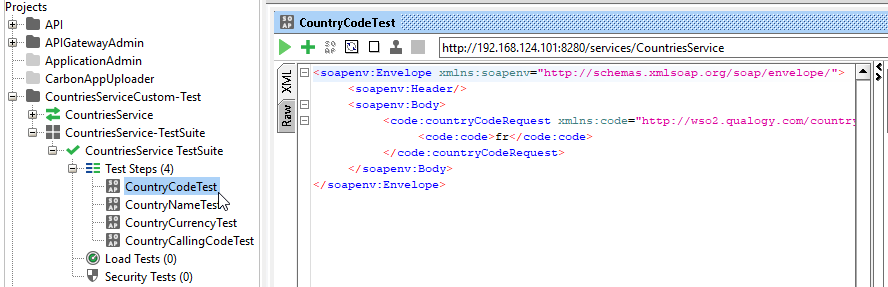 Projects
API
APIGatewayAdmin
ApplicationAdmin
CarbonAppUploader
CountriesServiceCustom-Test
CountriesService
CountriesService-TestSuite
CountriesService TestSuite
Test Steps (4)
CountryCodeTest
CountryNameTest
CountryCurrencyTest
CountryCallingCodeTest
Load Tests (0)
Security Tests (0)
SOAP CountryCodeTest
SOAP http://192.168.124.101:8280/services/CountriesService
XML
Raw
<soapenv:Envelope xmlns:soapenv="http://schemas.xmlsoap.org/soap/envelope/">
<soapenv:Header/>
<soapenv:Body>
<code:countryCodeRequest xmlns:code="http://wso2.qualogy.com/country
<code:code>fr</code:code>
</code:countryCodeRequest>
</soapenv:Body>
</soapenv:Envelope>